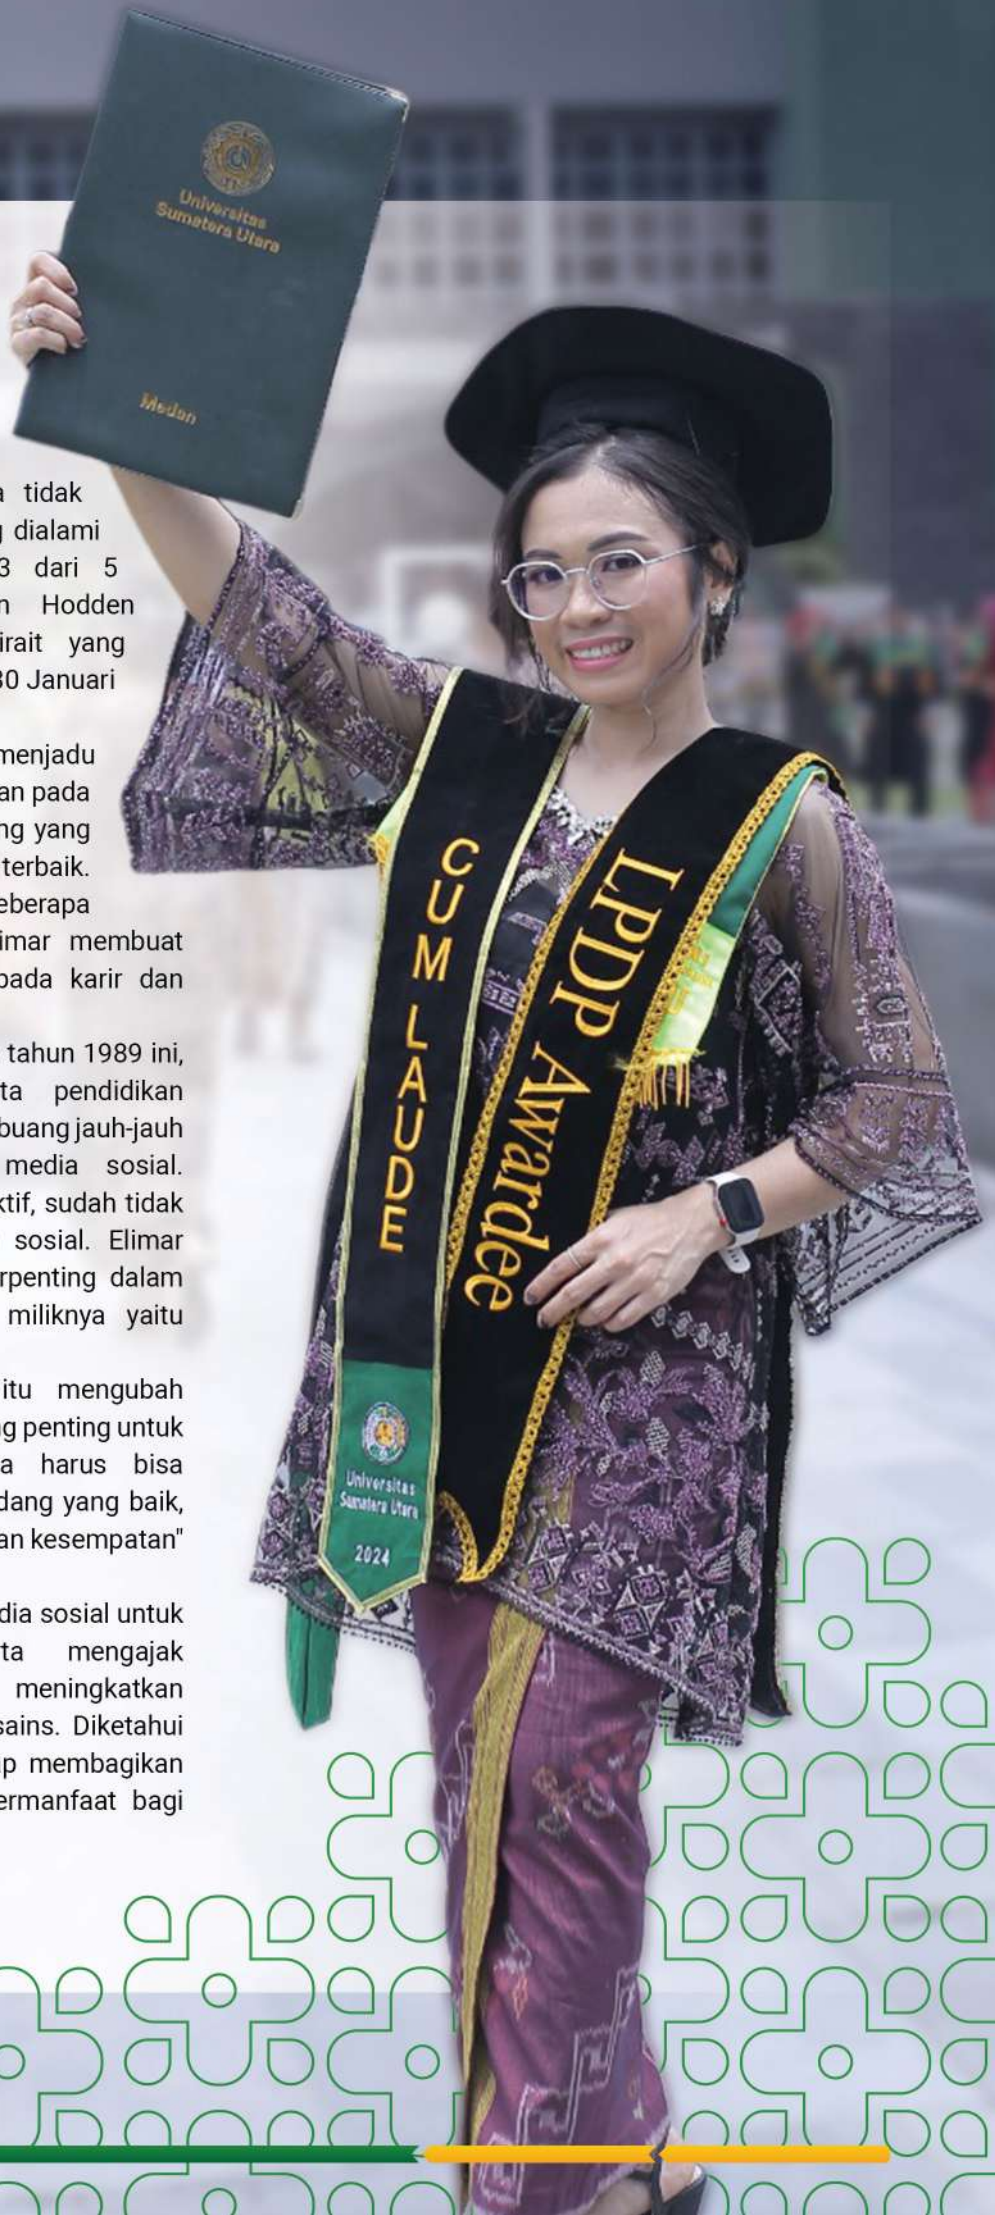 Universitas
Sumatera Utara
Medan
a tidak
g dialami
3 dari 5
n Hodden
irait yang
30 Januari
menjadu
an pada
ng yang
terbaik.
eberapa
imar membuat
pada karir dan
tahun 1989 ini,
ta pendidikan
buang jauh-jauh
media sosial.
ktif, sudah tidak
sosial. Elimar
rpenting dalam
miliknya yaitu
itu mengubah
g penting untuk
a harus bisa
dang yang baik,
an kesempatan"
dia sosial untuk
ta mengajak
meningkatkan
sains. Diketahui
ap membagikan
ermanfaat bagi
CUM LAUDE
LPDP Awardee
Universitas
Sumatera Utara
2024